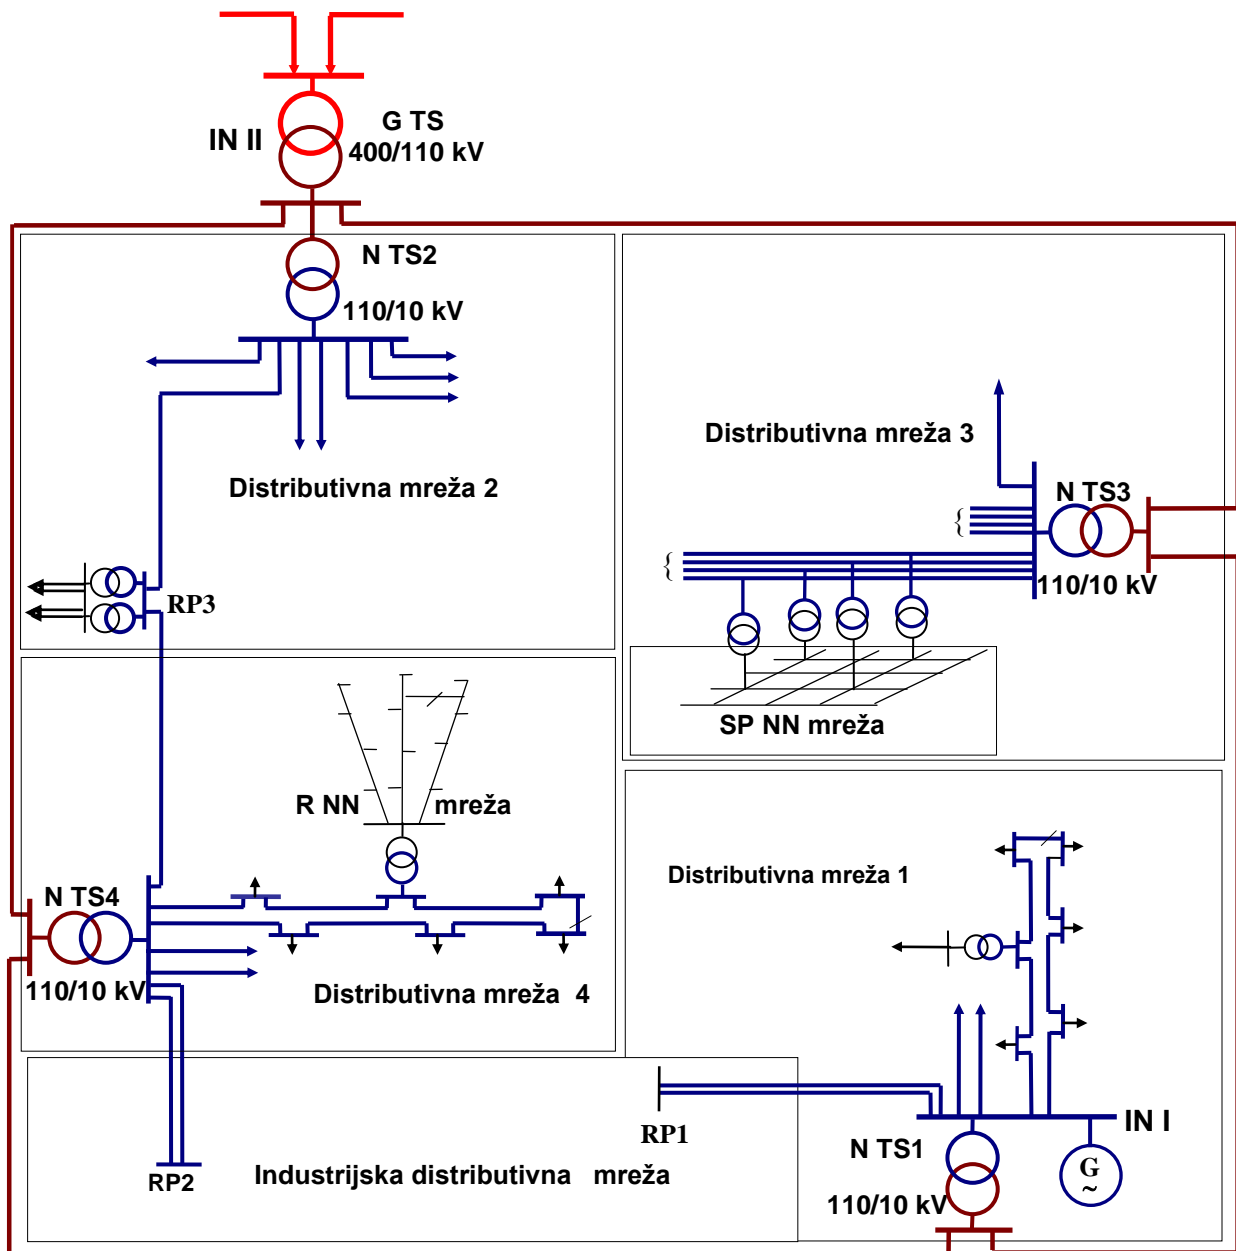 G TS
IN II
400/110 kV
N TS2
110/10 kV
Distributivna mreža 3
Distributivna mreža 2
N TS3
{
{
110/10 kV
RP3
SP NN mreža
R NN mreža
Distributivna mreža 1
N TS4
110/10 kV
Distributivna mreža 4
IN I
RP1
N TS1
G
~
RP2
Industrijska distributivna mreža
110/10 kV